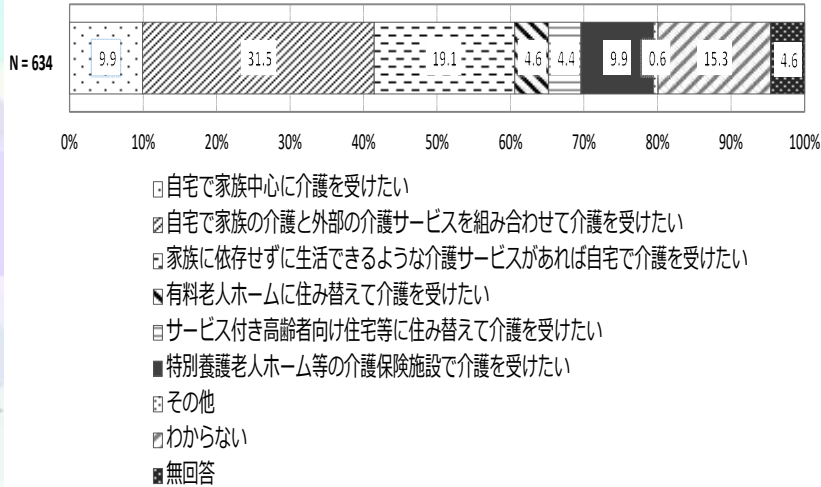 9.9 31.5 19.1 4.6 4.4 9.9 0.6 15.3 4.6
N = 634
0% 10% 20% 30% 40% 50% 60% 70% 80% 90% 100%
自宅で家族中心に介護を受けたい
自宅で家族の介護と外部の介護サービスを組み合わせて介護を受けたい
家族に依存せずに生活できるような介護サービスがあれば自宅で介護を受けたい
有料老人ホームに住み替えて介護を受けたい
サービス付き高齢者向け住宅等に住み替えて介護を受けたい
特別養護老人ホーム等の介護保険施設で介護を受けたい
その他
わからない
無回答